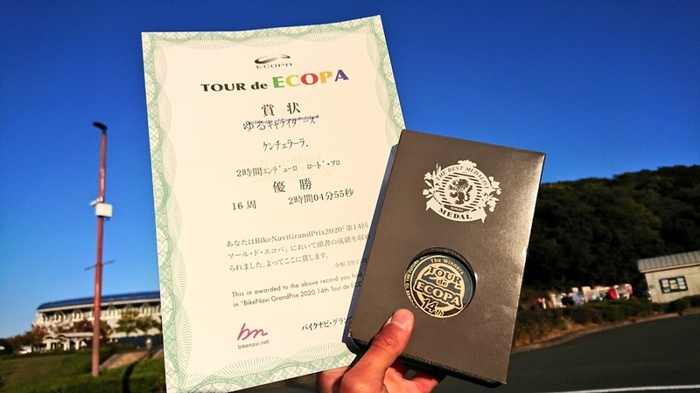 ECOPA
TOUR de ECOPA
賞状
ゆるキャライダーズ
ケンチェラーラ.
2時間エンデューロ ロード・ソロ
優勝
16周 2時間04分55秒
あなたはBikeNaviGrandPrix2020「第14回
ツール・ド・エコパ」において頭書の成績を収
られました。よってここに賞します。
令和2年11
This is awarded to the above record you
in "BikeNavi GrandPrix 2020 14th Tour de
bn
bikenavi.net
バイクナビ・グラン
THE BEST MEDALIST
MEDAL
The Winner
TOUR
de
ECOPA
14th